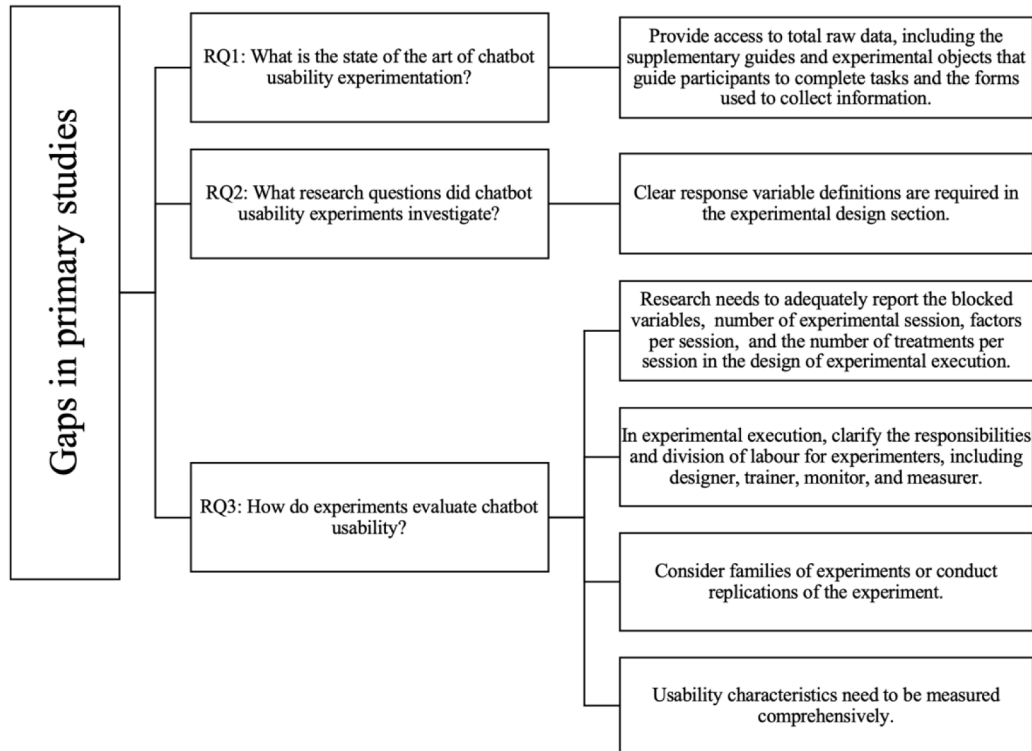 Gaps in primary studies
RQ1: What is the state of the art of chatbot
usability experimentation?
Provide access to total raw data, including the
supplementary guides and experimental objects that
guide participants to complete tasks and the forms
used to collect information.
RQ2: What research questions did chatbot
usability experiments investigate?
Clear response variable definitions are required in
the experimental design section.
RQ3: How do experiments evaluate chatbot
usability?
Research needs to adequately report the blocked
variables, number of experimental session, factors
per session, and the number of treatments per
session in the design of experimental execution.
In experimental execution, clarify the responsibilities
and division of labour for experimenters, including
designer, trainer, monitor, and measurer.
Consider families of experiments or conduct
replications of the experiment.
Usability characteristics need to be measured
comprehensively.